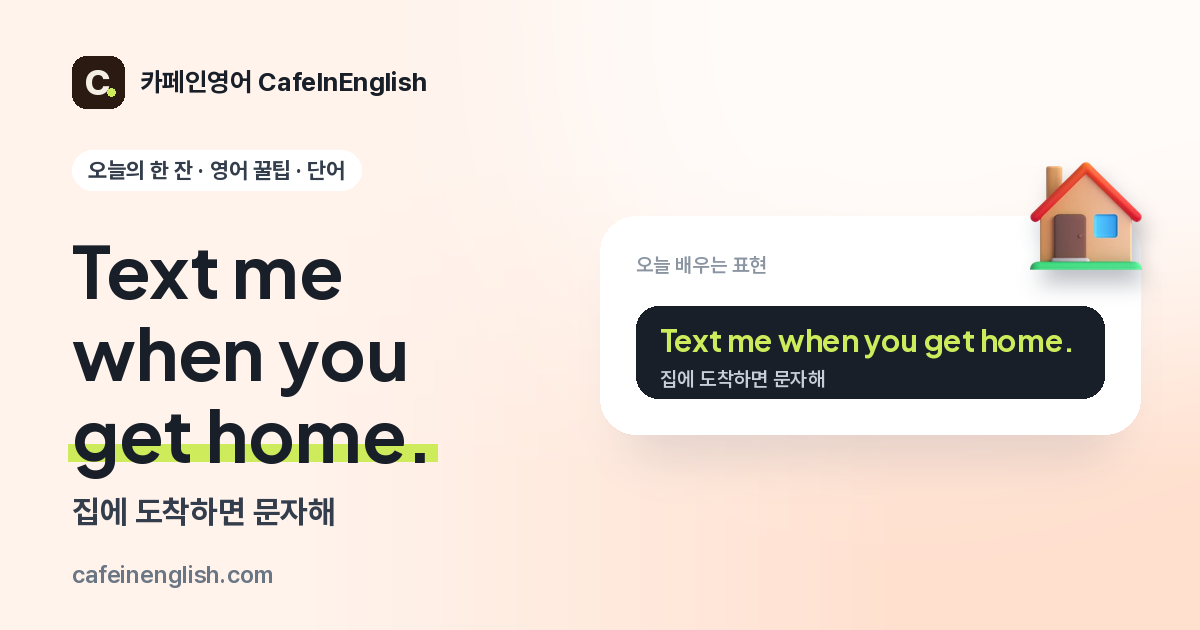 C
카페인영어 CafeInEnglish
오늘의 한 잔 · 영어 꿀팁 · 단어
Text me
when you
get home.
집에 도착하면 문자해
cafeinenglish.com
오늘 배우는 표현
Text me when you get home.
집에 도착하면 문자해